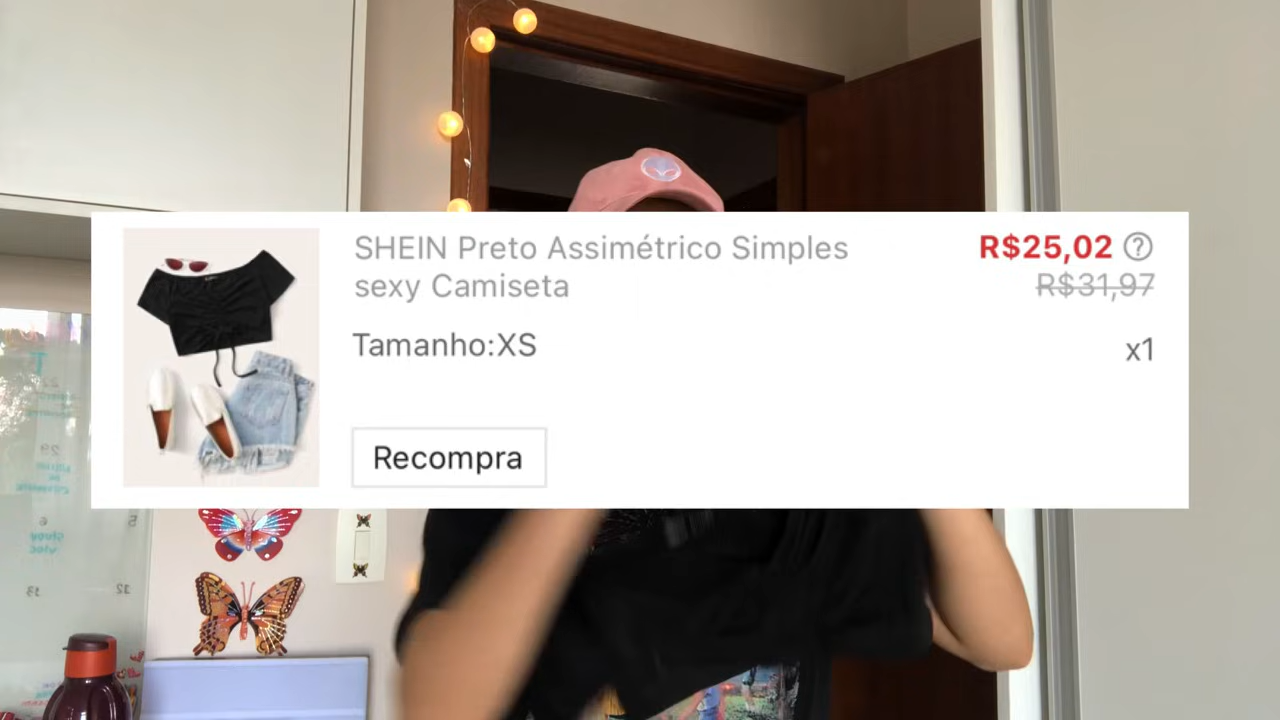 SHEIN Preto Assimétrico Simples
sexy Camiseta
R$25,02
R$31,97
Tamanho:XS
x1
Recompra